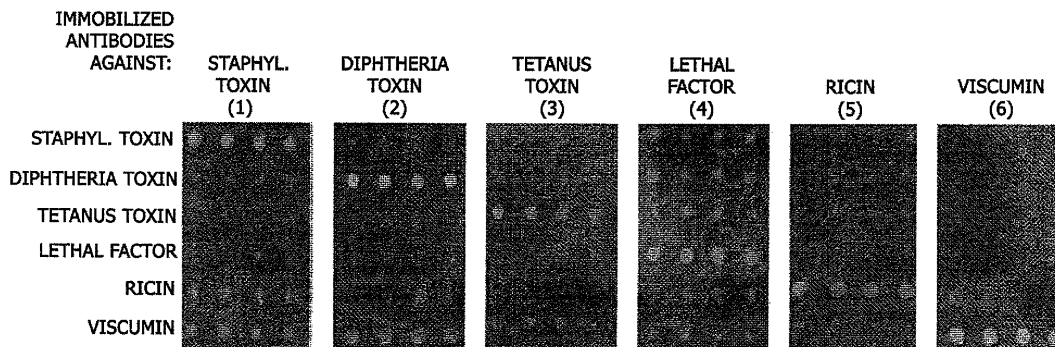 IMMOBILIZED
ANTIBODIES
AGAINST:
STAPHYL.
TOXIN
(1)
DIPHTHERIA
TOXIN
(2)
TETANUS
TOXIN
(3)
LETHAL
FACTOR
(4)
RICIN
(5)
VISCUMIN
(6)
STAPHYL. TOXIN
DIPHTHERIA TOXIN
TETANUS TOXIN
LETHAL FACTOR
RICIN
VISCUMIN